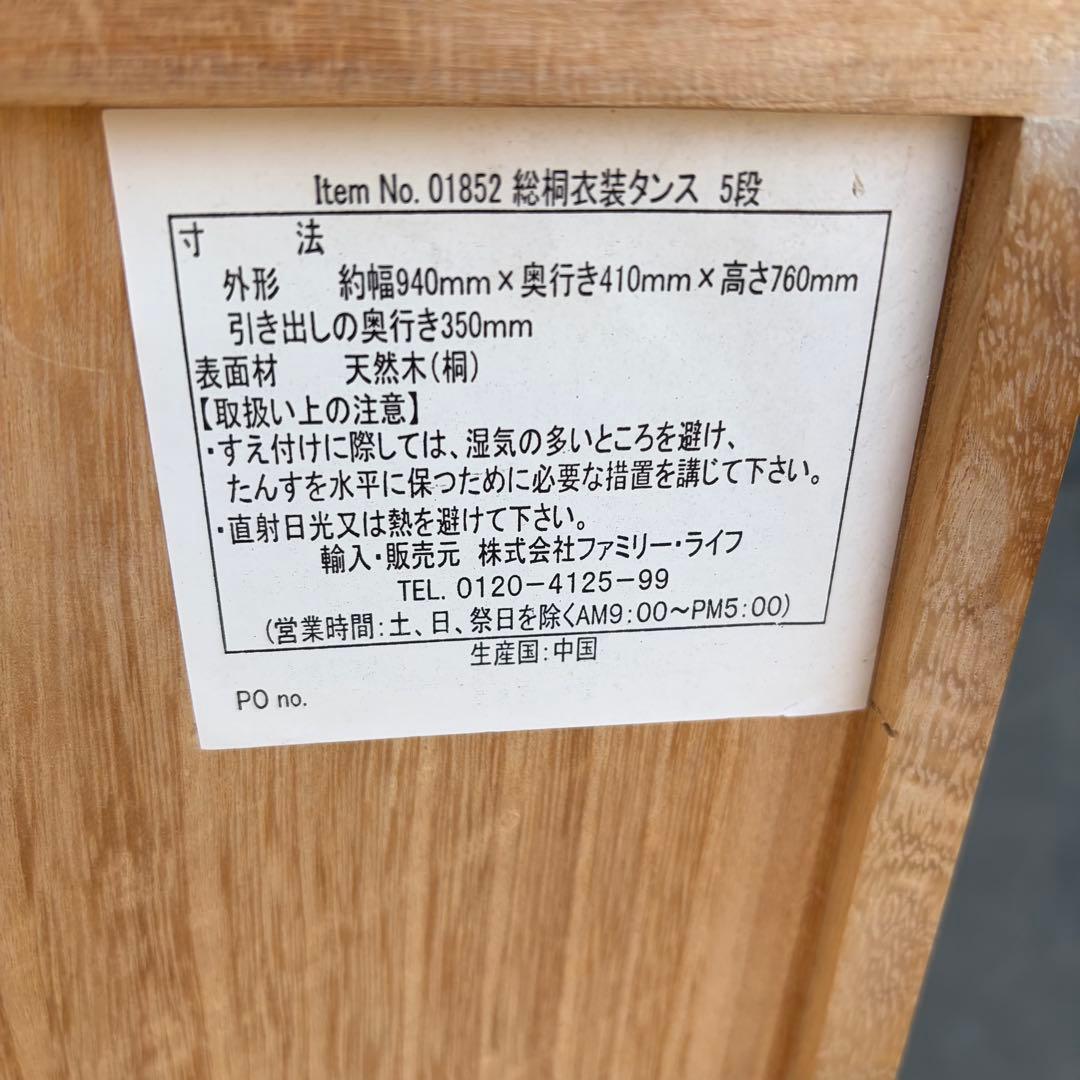 Item No. 01852 総桐衣装タンス 5段
寸 法
外形 約幅940mm×奥行き410mm×高さ760mm
引き出しの奥行き350mm
表面材 天然木(桐)
【取扱い上の注意】
・すえ付けに際しては、湿気の多いところを避け、
たんすを水平に保つために必要な措置を講じて下さい。
・直射日光又は熱を避けて下さい。
輸入・販売元 株式会社ファミリー・ライフ
TEL. 0120-4125-99
(営業時間:土、日、祭日を除くAM9:00~PM5:00)
生産国:中国
PO no.